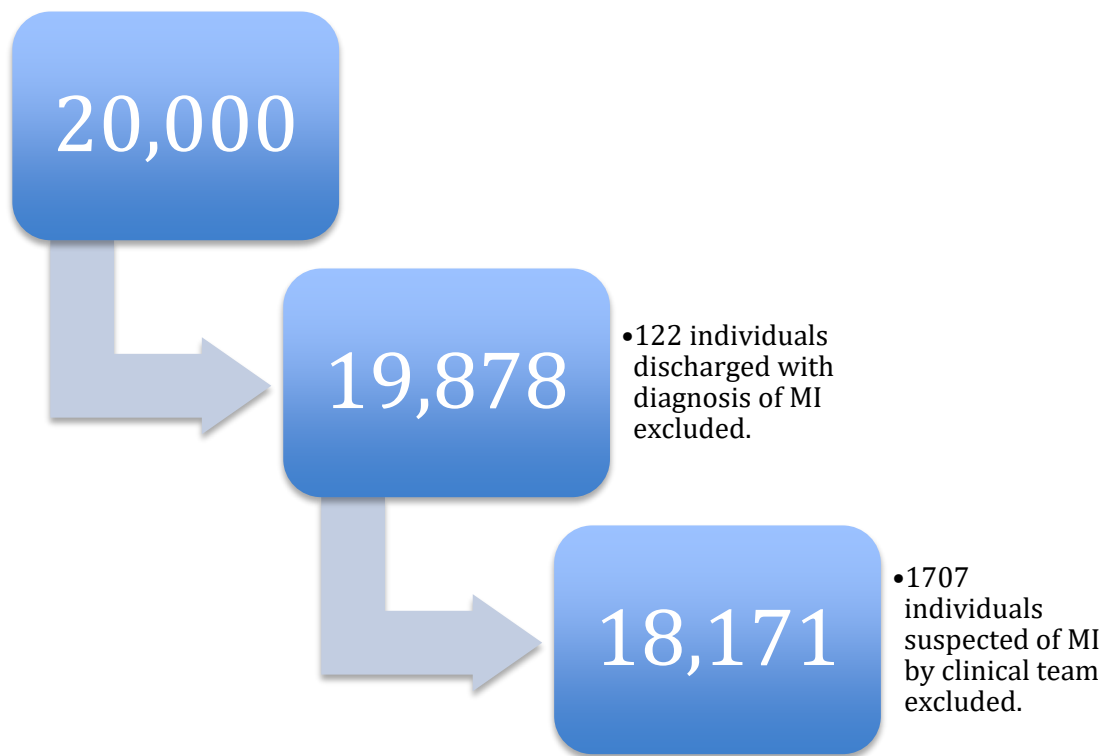 20,000
19,878
•122 individuals
discharged with
diagnosis of MI
excluded.
18,171
•1707
individuals
suspected of MI
by clinical team
excluded.